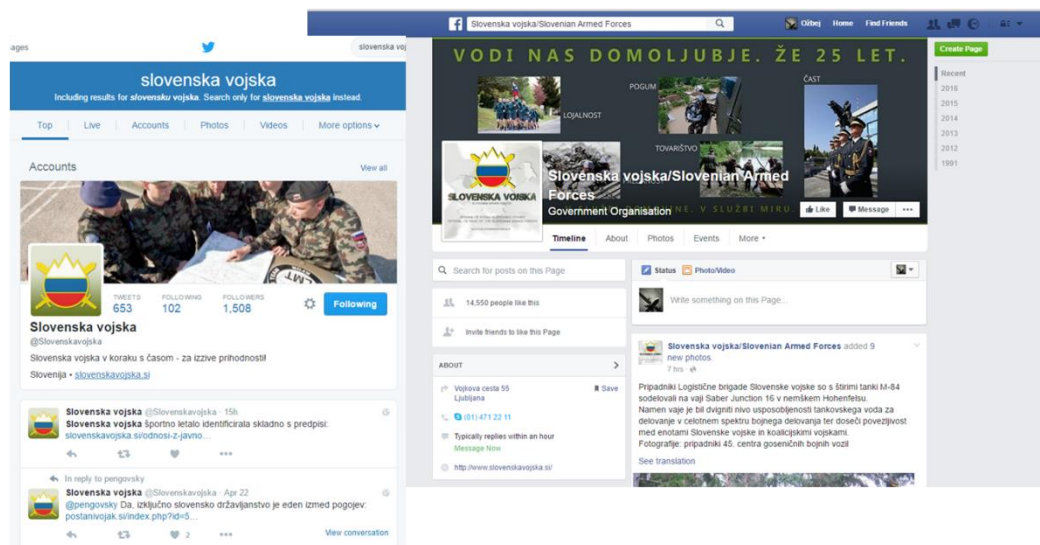 ages
slovenska voj
slovenska vojska
Including results for slovensku vojska. Search only for slovenska vojska instead.
Top Live Accounts Photos Videos More options
Accounts View all
TWEETS FOLLOWING FOLLOWERS
653 102 1,508 Following
Slovenska vojska
@Slovenskavojska
Slovenska vojska v koraku s časom - za izzive prihodnosti!
Slovenija • slovenskavojska.si
Slovenska vojska @Slovenskavojska · 15h
Slovenska vojska športno letalo identificirala skladno s predpisi:
slovenskavojska.si/odnosi-z-javno...
In reply to pengovsky
Slovenska vojska @Slovenskavojska · Apr 22
@pengovsky Da, izključno slovensko državljanstvo je eden izmed pogojev:
postanivojak.si/index.php?id=5...
2 View conversation
Slovenska vojska/Slovenian Armed Forces
Ožbej Home Find Friends
VODI NAS DOMOLJUBJE. ŽE 25 LET.
POGUM
ČAST
LOJALNOST
TOVARIŠTVO
SLOVENSKA VOJSKA
Slovenska vojska/Slovenian Armed
Forces
Government Organisation
V SLUŽBI MIRU.
Like Message
Timeline About Photos Events More
Create Page
Recent
2016
2015
2014
2013
2012
1991
Search for posts on this Page
14,550 people like this
Invite friends to like this Page
ABOUT
Vojkova cesta 55 Save
Ljubljana
(01) 471 22 11
Typically replies within an hour
Message Now
http://www.slovenskavojska.si/
Status Photo/Video
Write something on this Page...
Slovenska vojska/Slovenian Armed Forces added 9
new photos
7 hrs
Pripadniki Logistične brigade Slovenske vojske so s štirimi tanki M-84
sodelovali na vaji Saber Junction 16 v nemškem Hohenfelsu.
Namen vaje je bil dvigniti nivo usposobljenosti tankovskega voda za
delovanje v celotnem spektru bojnega delovanja ter doseči povezljivost
med enotami Slovenske vojske in koalicijskimi vojskami.
Fotografije: pripadniki 45. centra goseničnih bojnih vozil
See translation